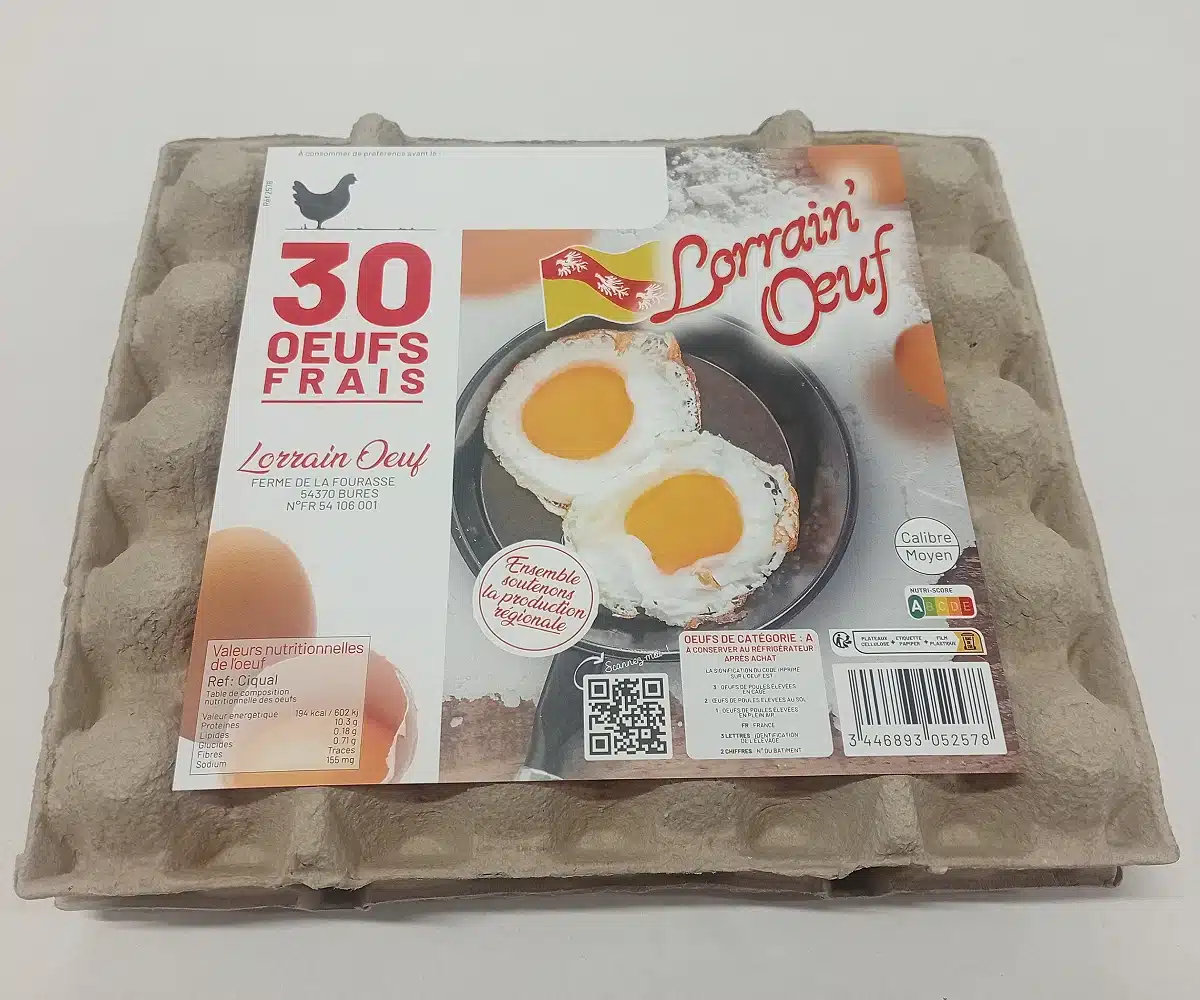 À consommer de préférence avant le :
Réf 2578
30
OEUFS
FRAIS
Lorrain Oeuf
FERME DE LA FOURASSE
54370 BURES
N°FR 54 106 001
Lorrain'
Oeuf
Ensemble
soutenons
la production
régionale
Calibre
Moyen
NUTRI-SCORE
A B C D E
PLATEAUX
CELLULOSE
+
ETIQUETTE
PAPIER
+
FILM
PLASTIQUE
Valeurs nutritionnelles
de l'oeuf
Ref: Ciqual
Table de composition
nutritionnelle des oeufs
Valeur énergétique 194 kcal / 602 kj
Protéines 10.3 g
Lipides 0.18 g
Glucides 0.71 g
Fibres Traces
Sodium 155 mg
Scannez-moi !
OEUFS DE CATÉGORIE : A
À CONSERVER AU RÉFRIGÉRATEUR
APRÈS ACHAT
LA SIGNIFICATION DU CODE IMPRIMÉ
SUR L'OEUF EST :
3 : OEUFS DE POULES ÉLEVÉES
EN CAGE
2 : OEUFS DE POULES ÉLEVÉES AU SOL
1 : OEUFS DE POULES ÉLEVÉES
EN PLEIN AIR
FR : FRANCE
3 LETTRES : IDENTIFICATION
DE L'ÉLEVAGE
2 CHIFFRES : N° DU BATIMENT
3 446893 052578